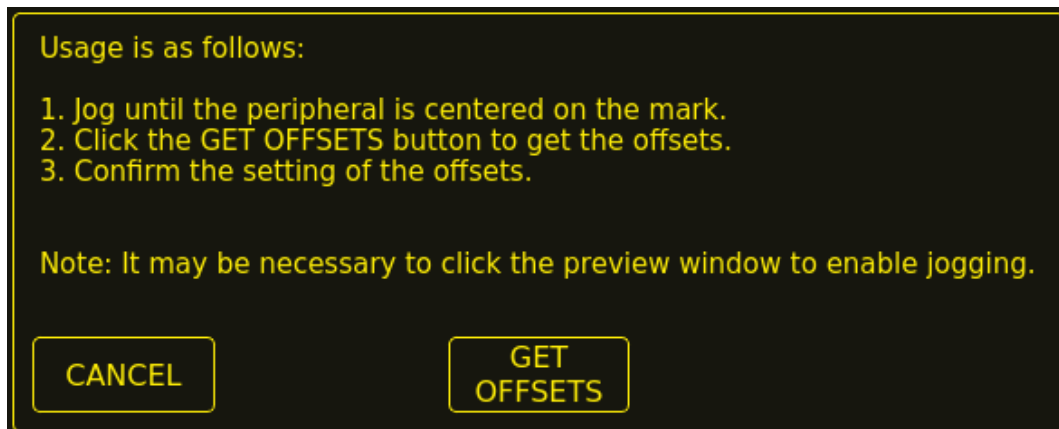 Usage is as follows:
1. Jog until the peripheral is centered on the mark.
2. Click the GET OFFSETS button to get the offsets.
3. Confirm the setting of the offsets.
Note: It may be necessary to click the preview window to enable jogging.
CANCEL
GET
OFFSETS